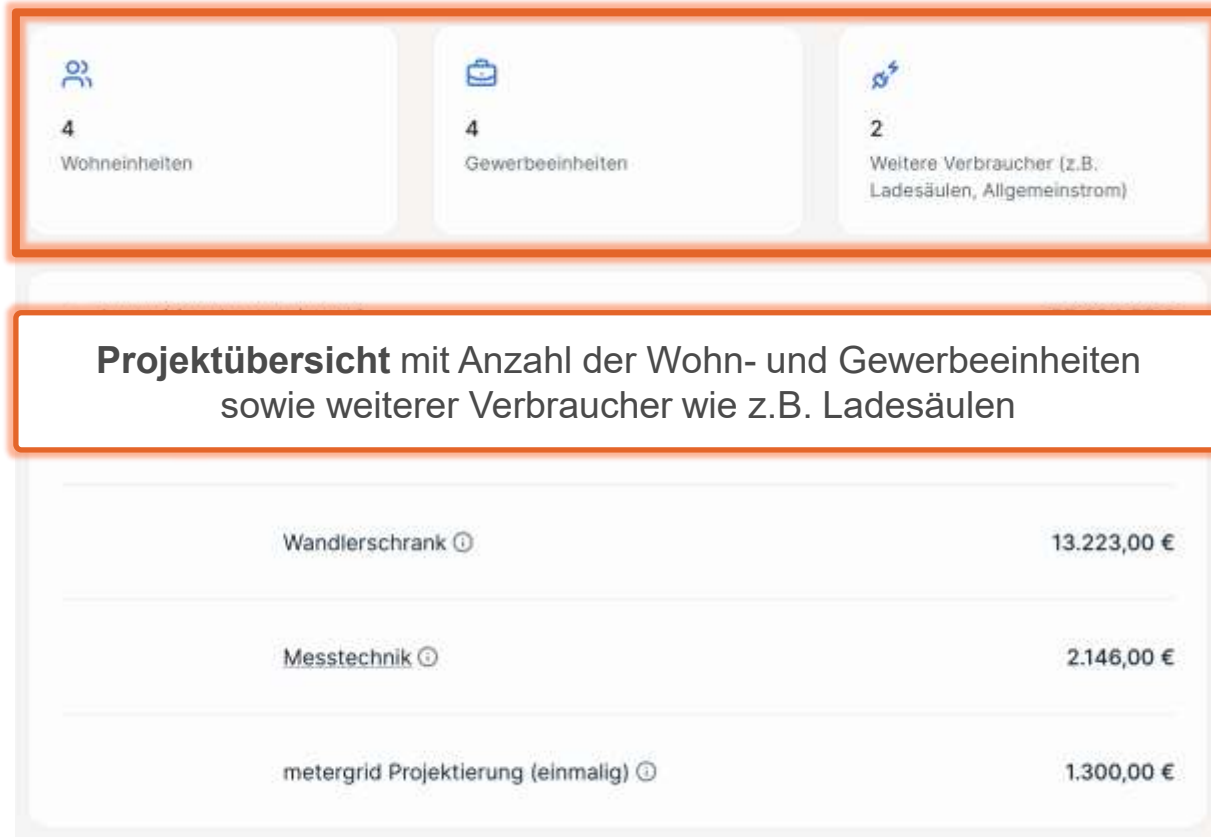 4
Wohneinheiten
4
Gewerbeeinheiten
2
Weitere Verbraucher (z.B.
Ladesäulen, Allgemeinstrom)
Projektübersicht mit Anzahl der Wohn- und Gewerbeeinheiten
sowie weiterer Verbraucher wie z.B. Ladesäulen
Wandlerschrank 13.223,00 €
Messtechnik 2.146,00 €
metergrid Projektierung (einmalig) 1.300,00 €